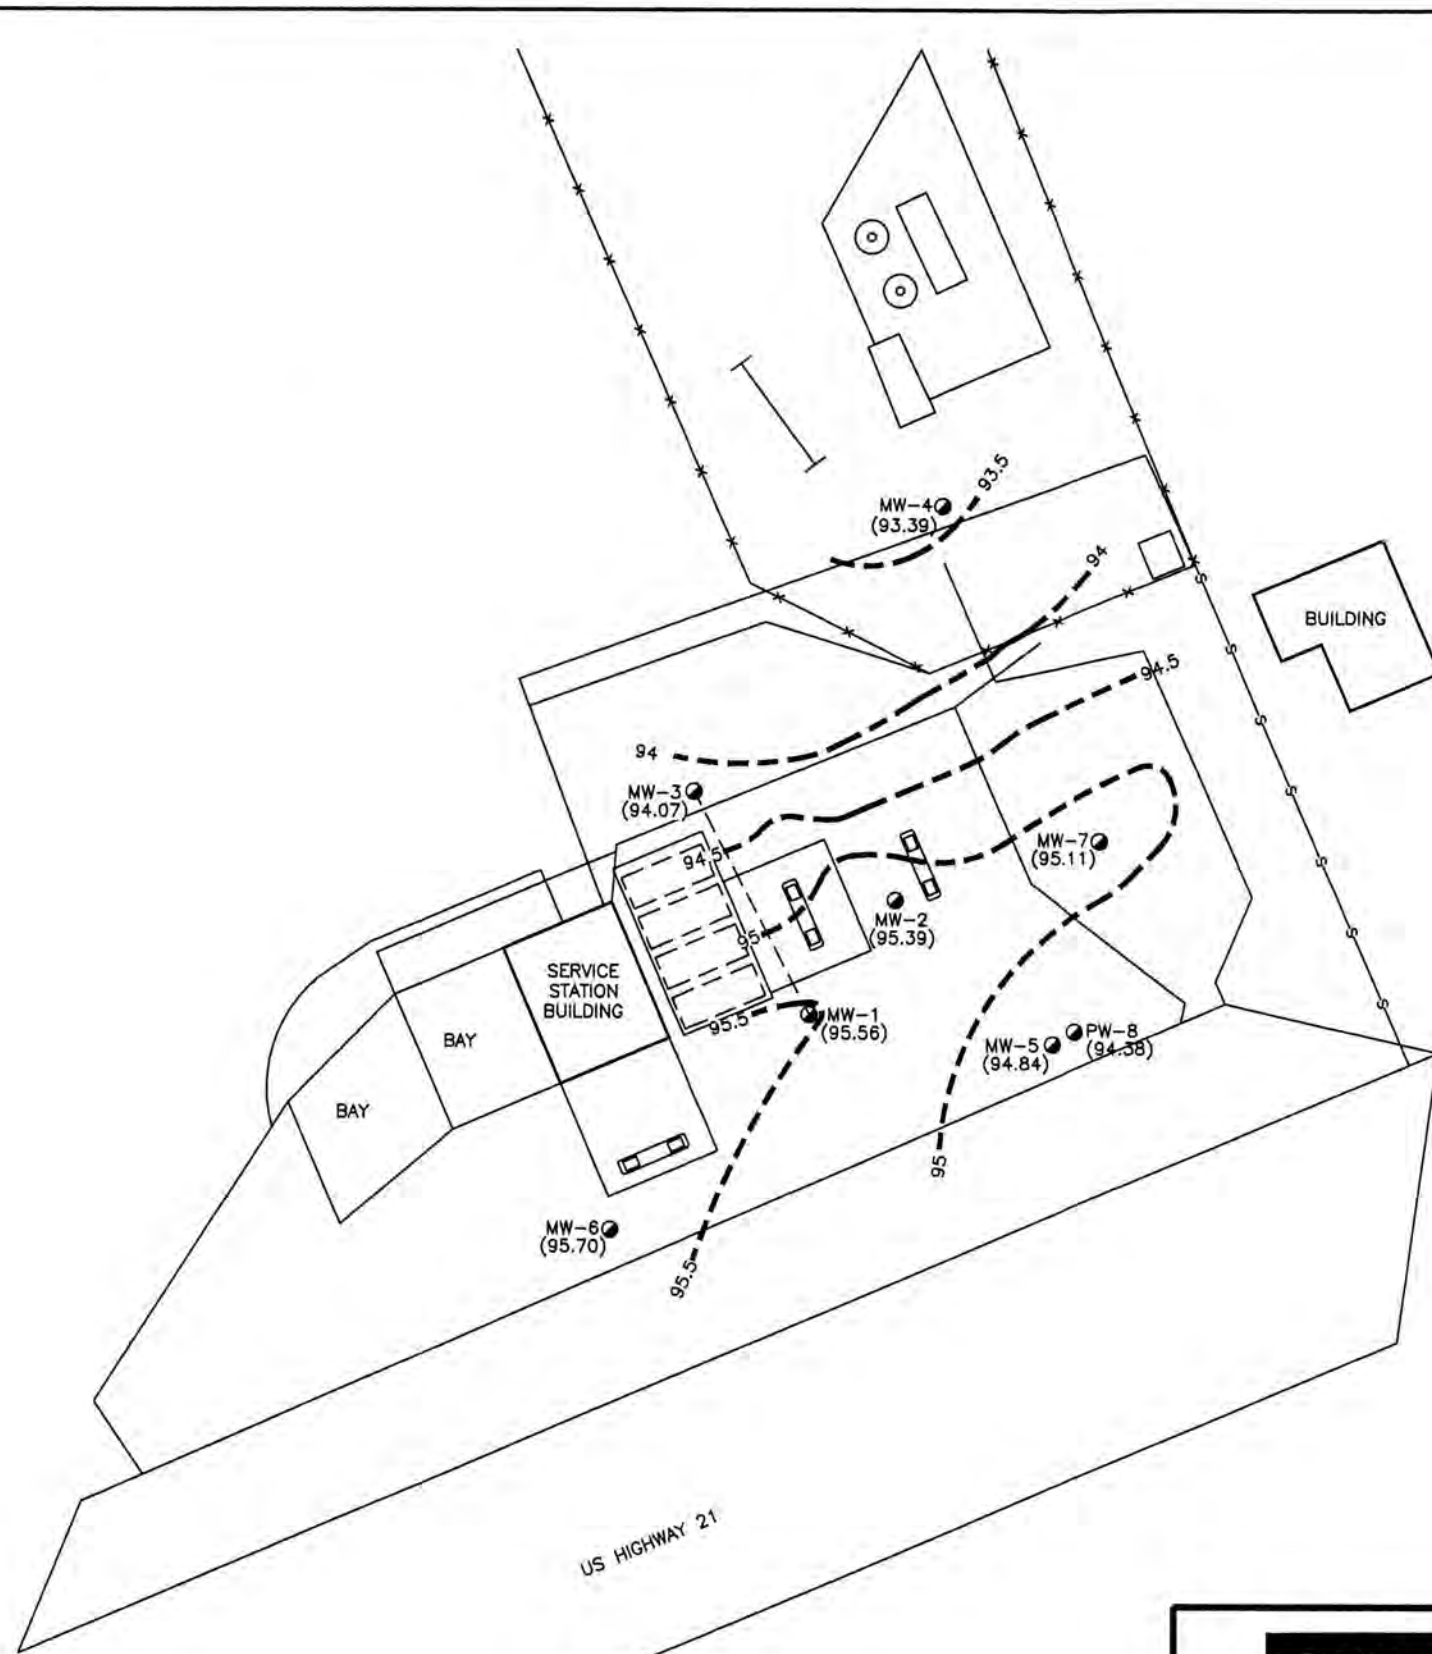 93.5
MW-4
(93.39)
94
BUILDING
94.5
94
MW-3
(94.07)
94.5
MW-7
(95.11)
MW-2
(95.39)
95
SERVICE
STATION
BUILDING
BAY
95.5
MW-1
(95.56)
PW-8
(94.38)
MW-5
(94.84)
BAY
95
MW-6
(95.70)
95.5
US HIGHWAY 21
S
S
S
S
S
S
S